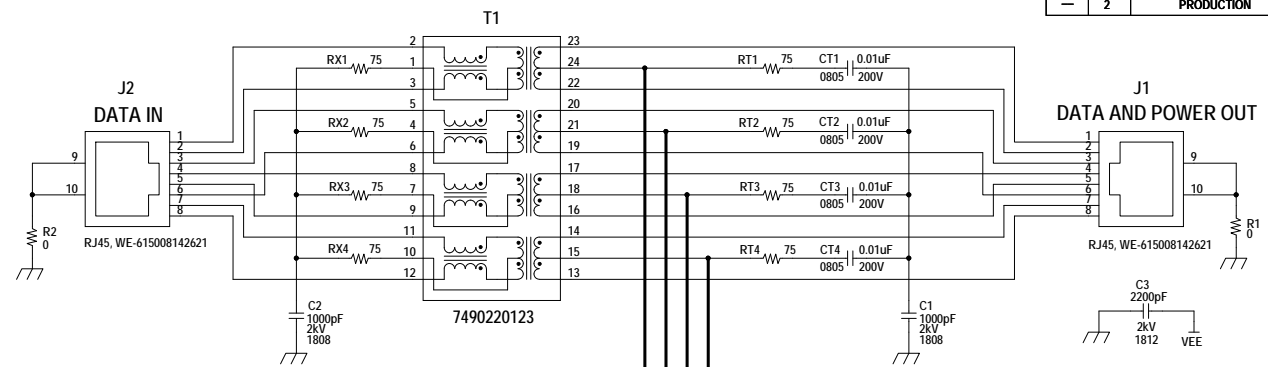 — 2 PRODUCTION
T1
J2
DATA IN
J1
DATA AND POWER OUT
2
RX1 75 1
3
5
RX2 75 4
6
8
RX3 75 7
9
11
RX4 75 10
12
23
24
22
20
21
19
17
18
16
14
15
13
RT1 75 CT1 0.01uF
0805 200V
RT2 75 CT2 0.01uF
0805 200V
RT3 75 CT3 0.01uF
0805 200V
RT4 75 CT4 0.01uF
0805 200V
1
2
3
4
5
6
7
8
9
10
R2
0
RJ45, WE-615008142621
1
2
3
4
5
6
7
8
9
10
R1
0
RJ45, WE-615008142621
C2
1000pF
2kV
1808
7490220123
C1
1000pF
2kV
1808
C3
2200pF
2kV
1812
VEE